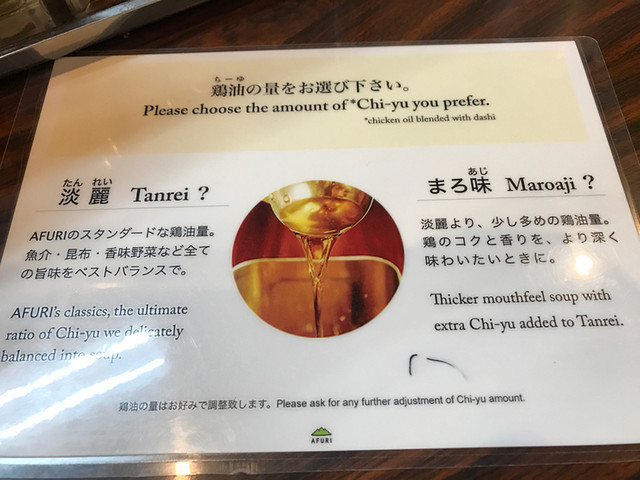 ちーゆ
鶏油の量をお選び下さい。
Please choose the amount of *Chi-yu you prefer.
*chicken oil blended with dashi
たん れい
淡麗 Tanrei ?
AFURIのスタンダードな鶏油量。
魚介・昆布・香味野菜など全て
の旨味をベストバランスで。
AFURI's classics, the ultimate
ratio of Chi-yu we delicately
balanced into soup.
あじ
まろ味 Maroaji ?
淡麗より、少し多めの鶏油量。
鶏のコクと香りを、より深く
味わいたいときに。
Thicker mouthfeel soup with
extra Chi-yu added to Tanrei.
鶏油の量はお好みで調整致します。Please ask for any further adjustment of Chi-yu amount.
AFURI